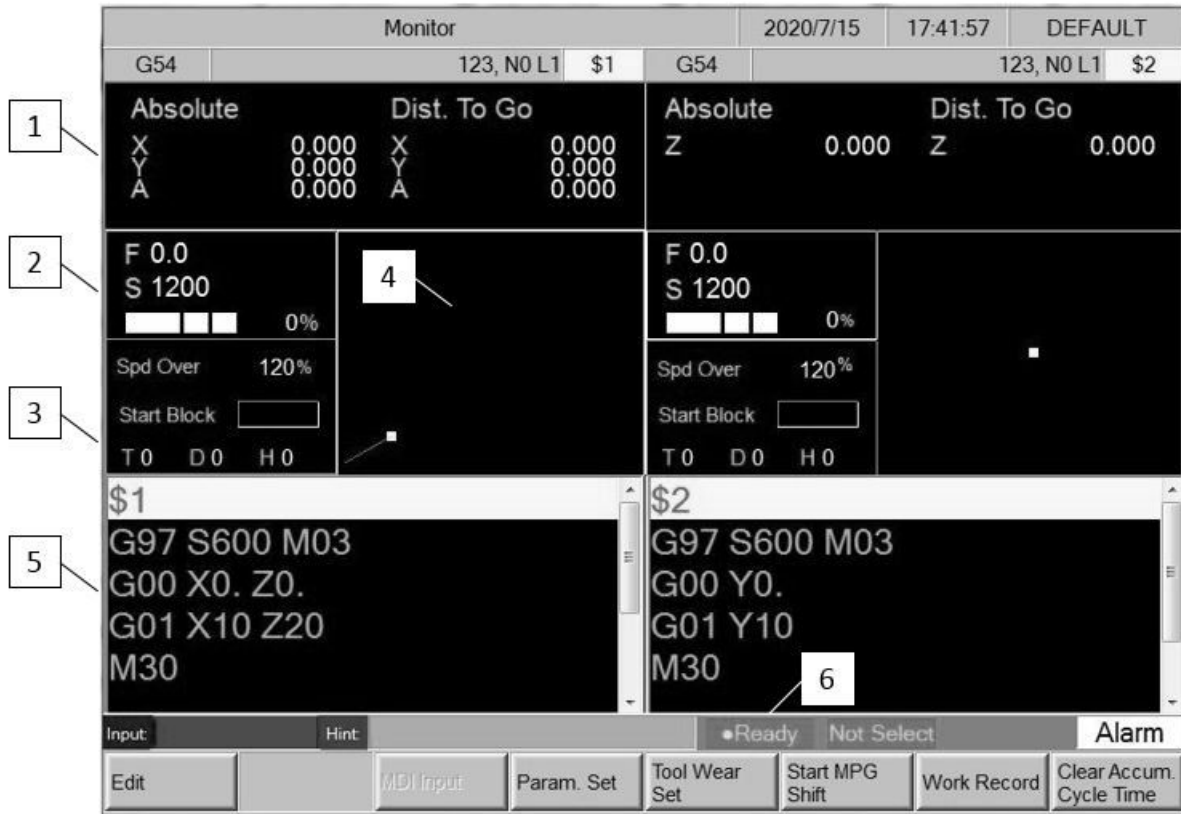 Monitor 2020/7/15 17:41:57 DEFAULT
G54 123, N0 L1 $1 G54 123, N0 L1 $2
1
Absolute Dist. To Go Absolute Dist. To Go
X 0.000 X 0.000 Z 0.000 Z 0.000
Y 0.000 Y 0.000
A 0.000 A 0.000
2
F 0.0 F 0.0
4
S 1200 S 1200
0% 0%
Spd Over 120% Spd Over 120%
3
Start Block Start Block
T 0 D 0 H 0 T 0 D 0 H 0
$1 $2
G97 S600 M03 G97 S600 M03
5
G00 X0. Z0. G00 Y0.
G01 X10 Z20 G01 Y10
M30 M30
6
Input: Hint: ●Ready Not Select Alarm
Edit MDI Input Param. Set Tool Wear Set Start MPG Shift Work Record Clear Accum. Cycle Time